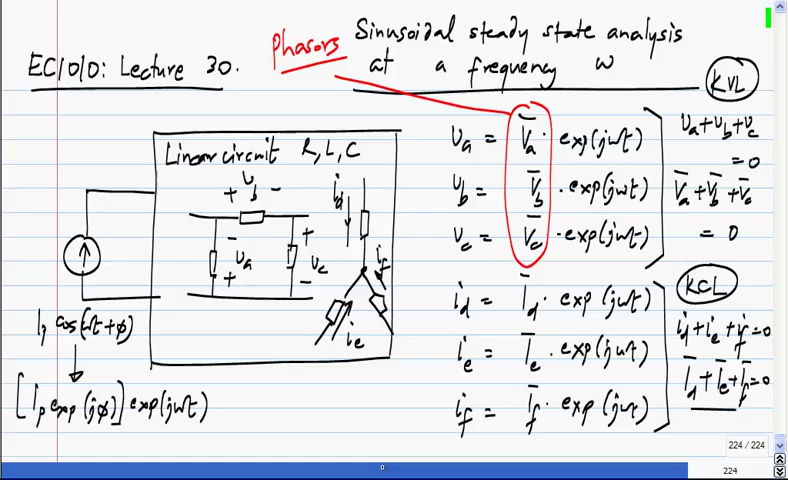 Phasors
Sinusoidal steady state analysis
at a frequency ω
EC1010: Lecture 30.
KVL
Linear circuit R, L, C
+ v_b -
- v_a +
+ v_c -
i_d
i_f
i_e
I_p cos(ωt+φ)
[I_p exp(jφ)] exp(jωt)
v_a = V̄_a · exp(jωt)
v_b = V̄_b · exp(jωt)
v_c = V̄_c · exp(jωt)
v_a + v_b + v_c
= 0
V̄_a + V̄_b + V̄_c
= 0
KCL
i_d = Ī_d · exp(jωt)
i_e = Ī_e · exp(jωt)
i_f = Ī_f · exp(jωt)
i_d + i_e + i_f = 0
Ī_d + Ī_e + Ī_f = 0
224 / 224
224